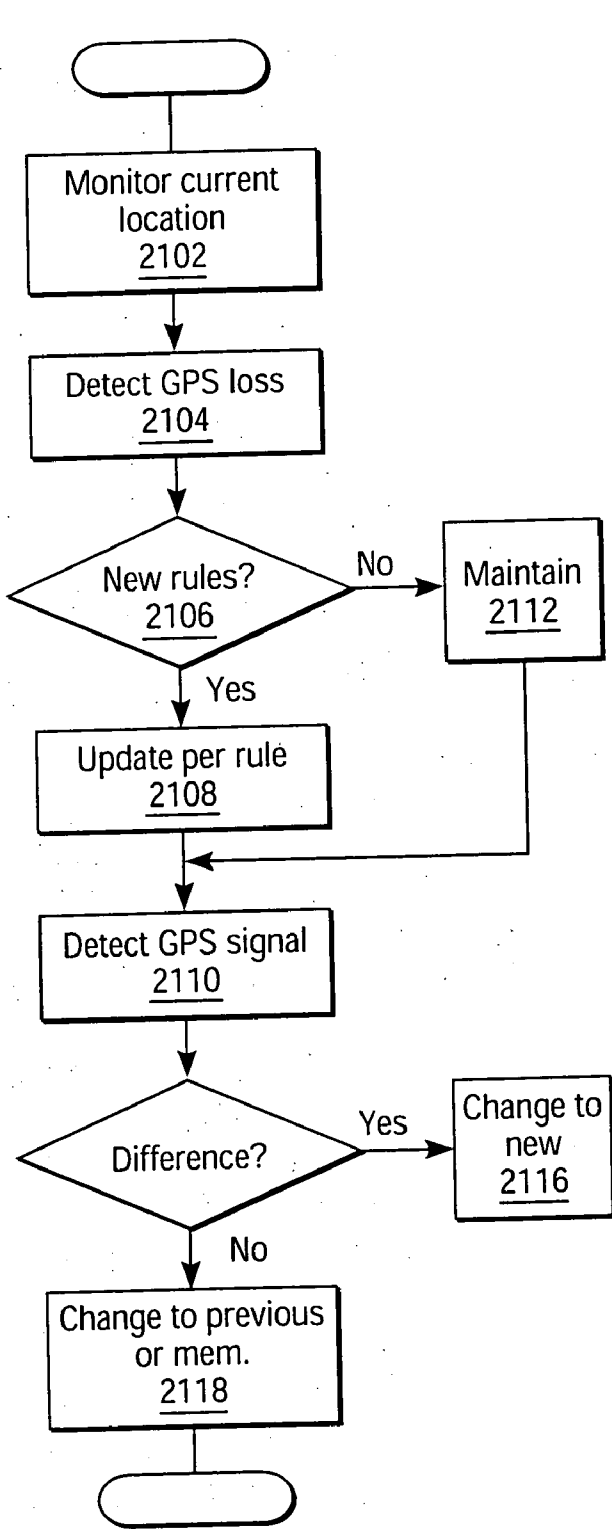 Monitor current
location
2102
Detect GPS loss
2104
New rules?
2106
No
Maintain
2112
Yes
Update per rule
2108
Detect GPS signal
2110
Difference?
Yes
Change to
new
2116
No
Change to previous
or mem.
2118